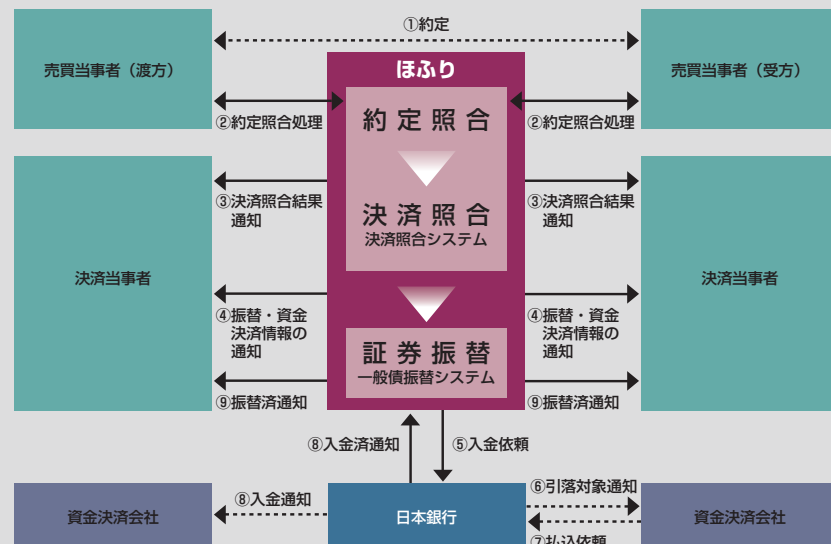 ①約定
売買当事者（渡方）
ほふり
売買当事者（受方）
②約定照合処理
約定照合
②約定照合処理
③決済照合結果
通知
決済照合
決済照合システム
③決済照合結果
通知
決済当事者
決済当事者
④振替・資金
決済情報の
通知
④振替・資金
決済情報の
通知
証券振替
一般債振替システム
⑨振替済通知
⑨振替済通知
⑧入金済通知
⑤入金依頼
資金決済会社
⑧入金通知
日本銀行
⑥引落対象通知
資金決済会社
⑦払込依頼